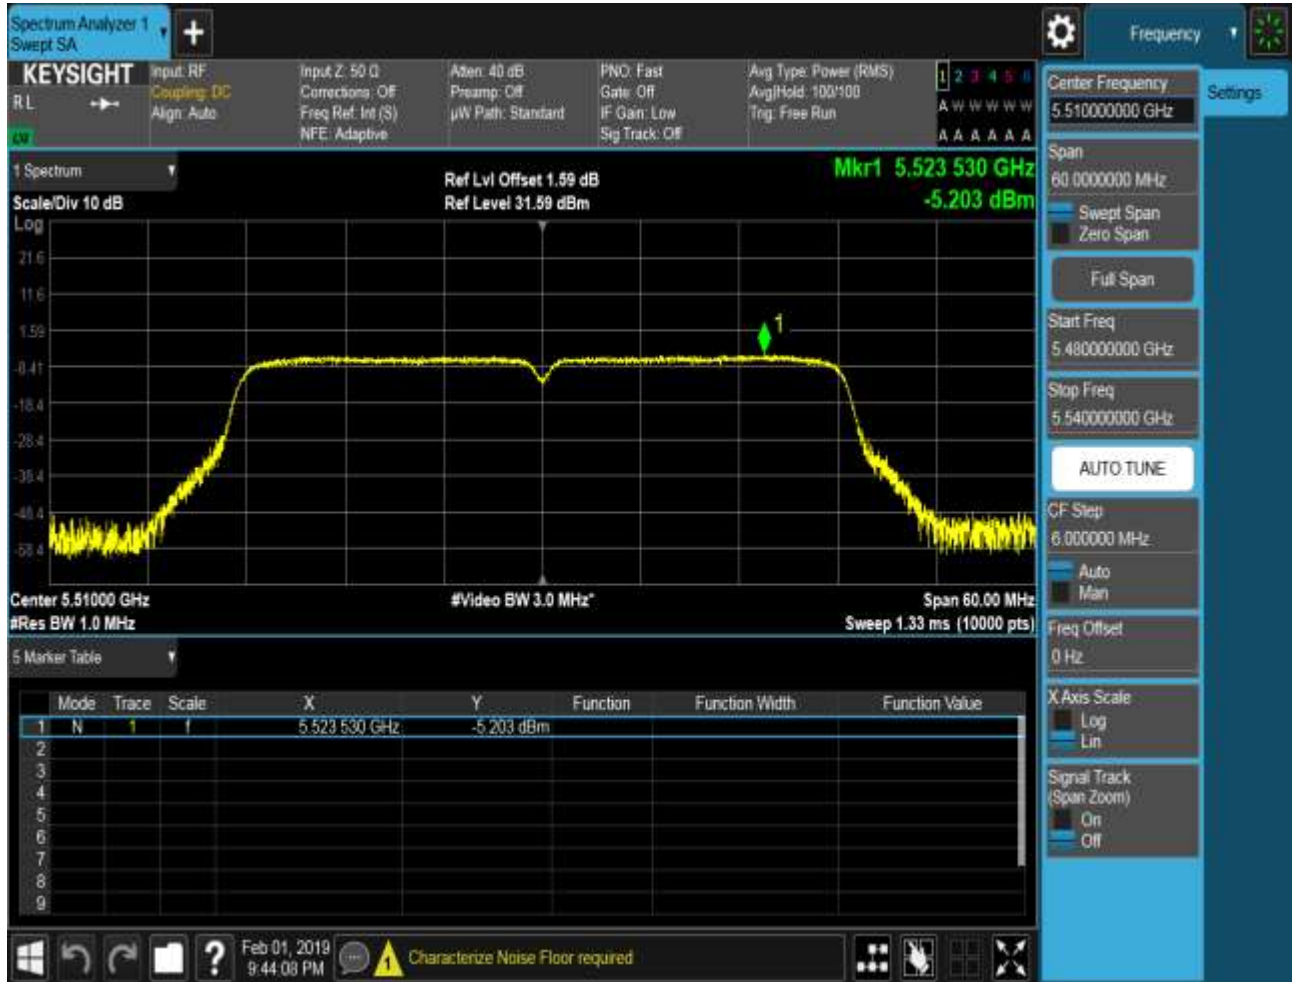 Spectrum Analyzer 1
Swept SA
+
Frequency
KEYSIGHT
RL
Input: RF
Coupling: DC
Align: Auto
Input Z: 50 Ω
Corrections: Off
Freq Ref: Int (S)
NFE: Adaptive
Atten: 40 dB
Preamp: Off
µW Path: Standard
PNO: Fast
Gate: Off
IF Gain: Low
Sig Track: Off
Avg Type: Power (RMS)
Avg|Hold: 100/100
Trig: Free Run
1 2 3 4 5 6
A W W W W W
A A A A A A
1 Spectrum
Scale/Div 10 dB
Ref Lvl Offset 1.59 dB
Ref Level 31.59 dBm
Mkr1 5.523 530 GHz
-5.203 dBm
Log
21.6
11.6
1.59
-8.41
-18.4
-28.4
-38.4
-48.4
-58.4
1
Center 5.51000 GHz
#Res BW 1.0 MHz
#Video BW 3.0 MHz*
Span 60.00 MHz
Sweep 1.33 ms (10000 pts)
5 Marker Table
Mode Trace Scale X Y Function Function Width Function Value
1 N 1 f 5.523 530 GHz -5.203 dBm
2
3
4
5
6
7
8
9
Feb 01, 2019
9:44:08 PM
?
1
Characterize Noise Floor required
Center Frequency
5.510000000 GHz
Settings
Span
60.0000000 MHz
Swept Span
Zero Span
Full Span
Start Freq
5.480000000 GHz
Stop Freq
5.540000000 GHz
AUTO TUNE
CF Step
6.000000 MHz
Auto
Man
Freq Offset
0 Hz
X Axis Scale
Log
Lin
Signal Track
(Span Zoom)
On
Off